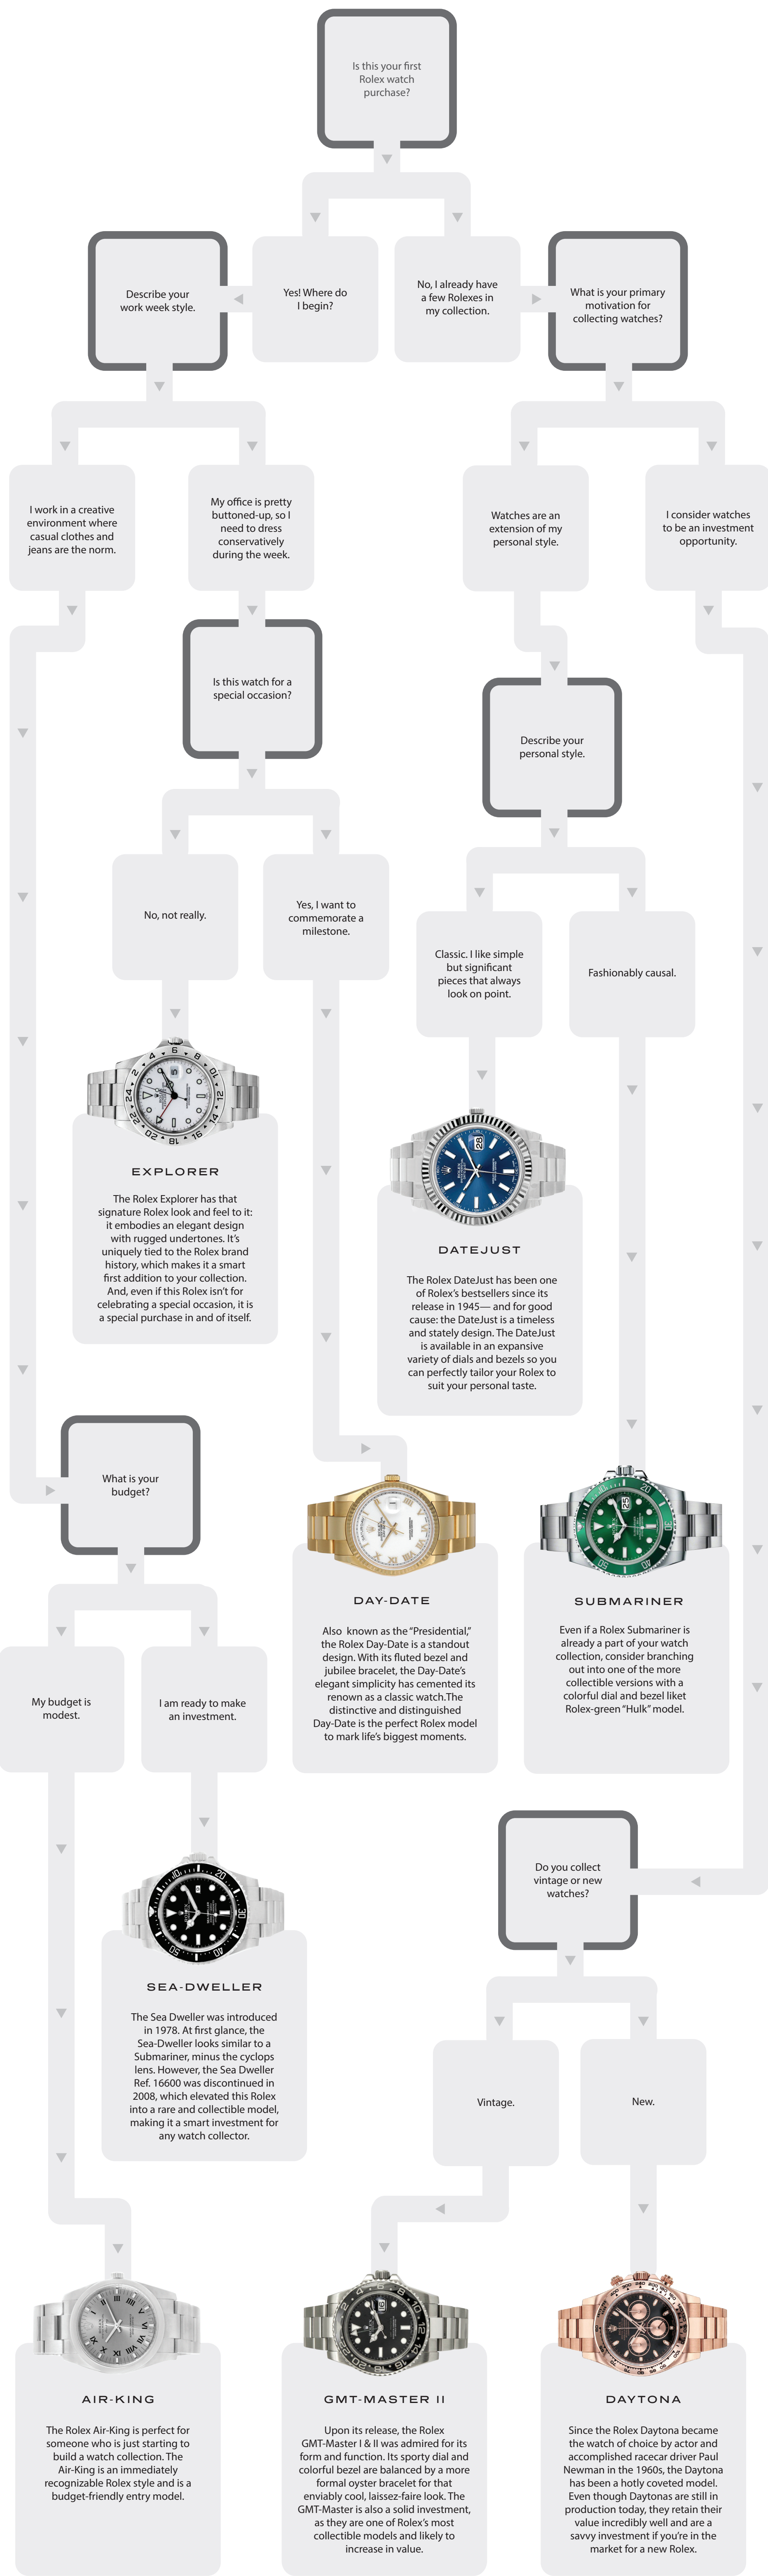 Is this your first
Rolex watch
purchase?
Describe your
work week style.
Yes! Where do
I begin?
No, I already have
a few Rolexes in
my collection.
What is your primary
motivation for
collecting watches?
I work in a creative
environment where
casual clothes and
jeans are the norm.
My office is pretty
buttoned-up, so I
need to dress
conservatively
during the week.
Watches are an
extension of my
personal style.
I consider watches
to be an investment
opportunity.
Is this watch for a
special occasion?
Describe your
personal style.
No, not really.
Yes, I want to
commemorate a
milestone.
Classic. I like simple
but significant
pieces that always
look on point.
Fashionably causal.
EXPLORER
The Rolex Explorer has that
signature Rolex look and feel to it:
it embodies an elegant design
with rugged undertones. It's
uniquely tied to the Rolex brand
history, which makes it a smart
first addition to your collection.
And, even if this Rolex isn't for
celebrating a special occasion, it is
a special purchase in and of itself.
DATEJUST
The Rolex DateJust has been one
of Rolex's bestsellers since its
release in 1945— and for good
cause: the DateJust is a timeless
and stately design. The DateJust
is available in an expansive
variety of dials and bezels so you
can perfectly tailor your Rolex to
suit your personal taste.
What is your
budget?
DAY-DATE
Also known as the "Presidential,"
the Rolex Day-Date is a standout
design. With its fluted bezel and
jubilee bracelet, the Day-Date's
elegant simplicity has cemented its
renown as a classic watch.The
distinctive and distinguished
Day-Date is the perfect Rolex model
to mark life's biggest moments.
SUBMARINER
Even if a Rolex Submariner is
already a part of your watch
collection, consider branching
out into one of the more
collectible versions with a
colorful dial and bezel liket
Rolex-green "Hulk" model.
My budget is
modest.
I am ready to make
an investment.
Do you collect
vintage or new
watches?
SEA-DWELLER
The Sea Dweller was introduced
in 1978. At first glance, the
Sea-Dweller looks similar to a
Submariner, minus the cyclops
lens. However, the Sea Dweller
Ref. 16600 was discontinued in
2008, which elevated this Rolex
into a rare and collectible model,
making it a smart investment for
any watch collector.
Vintage.
New.
AIR-KING
The Rolex Air-King is perfect for
someone who is just starting to
build a watch collection. The
Air-King is an immediately
recognizable Rolex style and is a
budget-friendly entry model.
GMT-MASTER II
Upon its release, the Rolex
GMT-Master I & II was admired for its
form and function. Its sporty dial and
colorful bezel are balanced by a more
formal oyster bracelet for that
enviably cool, laissez-faire look. The
GMT-Master is also a solid investment,
as they are one of Rolex's most
collectible models and likely to
increase in value.
DAYTONA
Since the Rolex Daytona became
the watch of choice by actor and
accomplished racecar driver Paul
Newman in the 1960s, the Daytona
has been a hotly coveted model.
Even though Daytonas are still in
production today, they retain their
value incredibly well and are a
savvy investment if you're in the
market for a new Rolex.